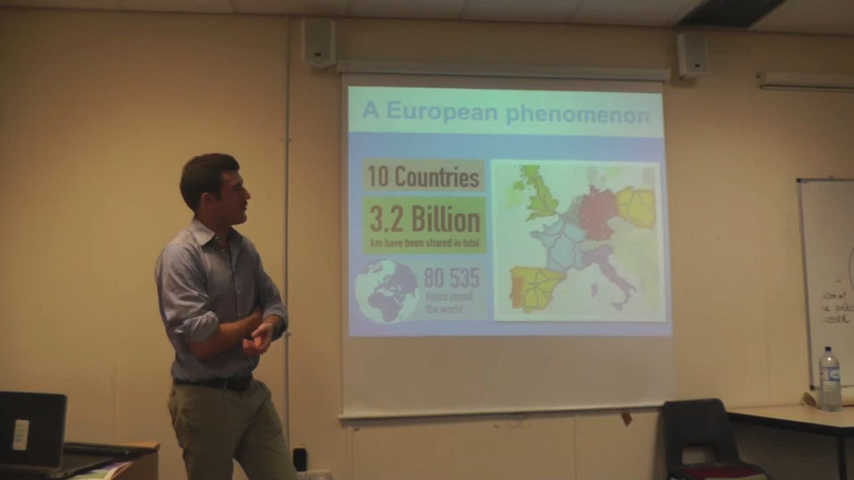 A European phenomenon
10 Countries
3.2 Billion
km have been shared in total
80 535
times round
the world